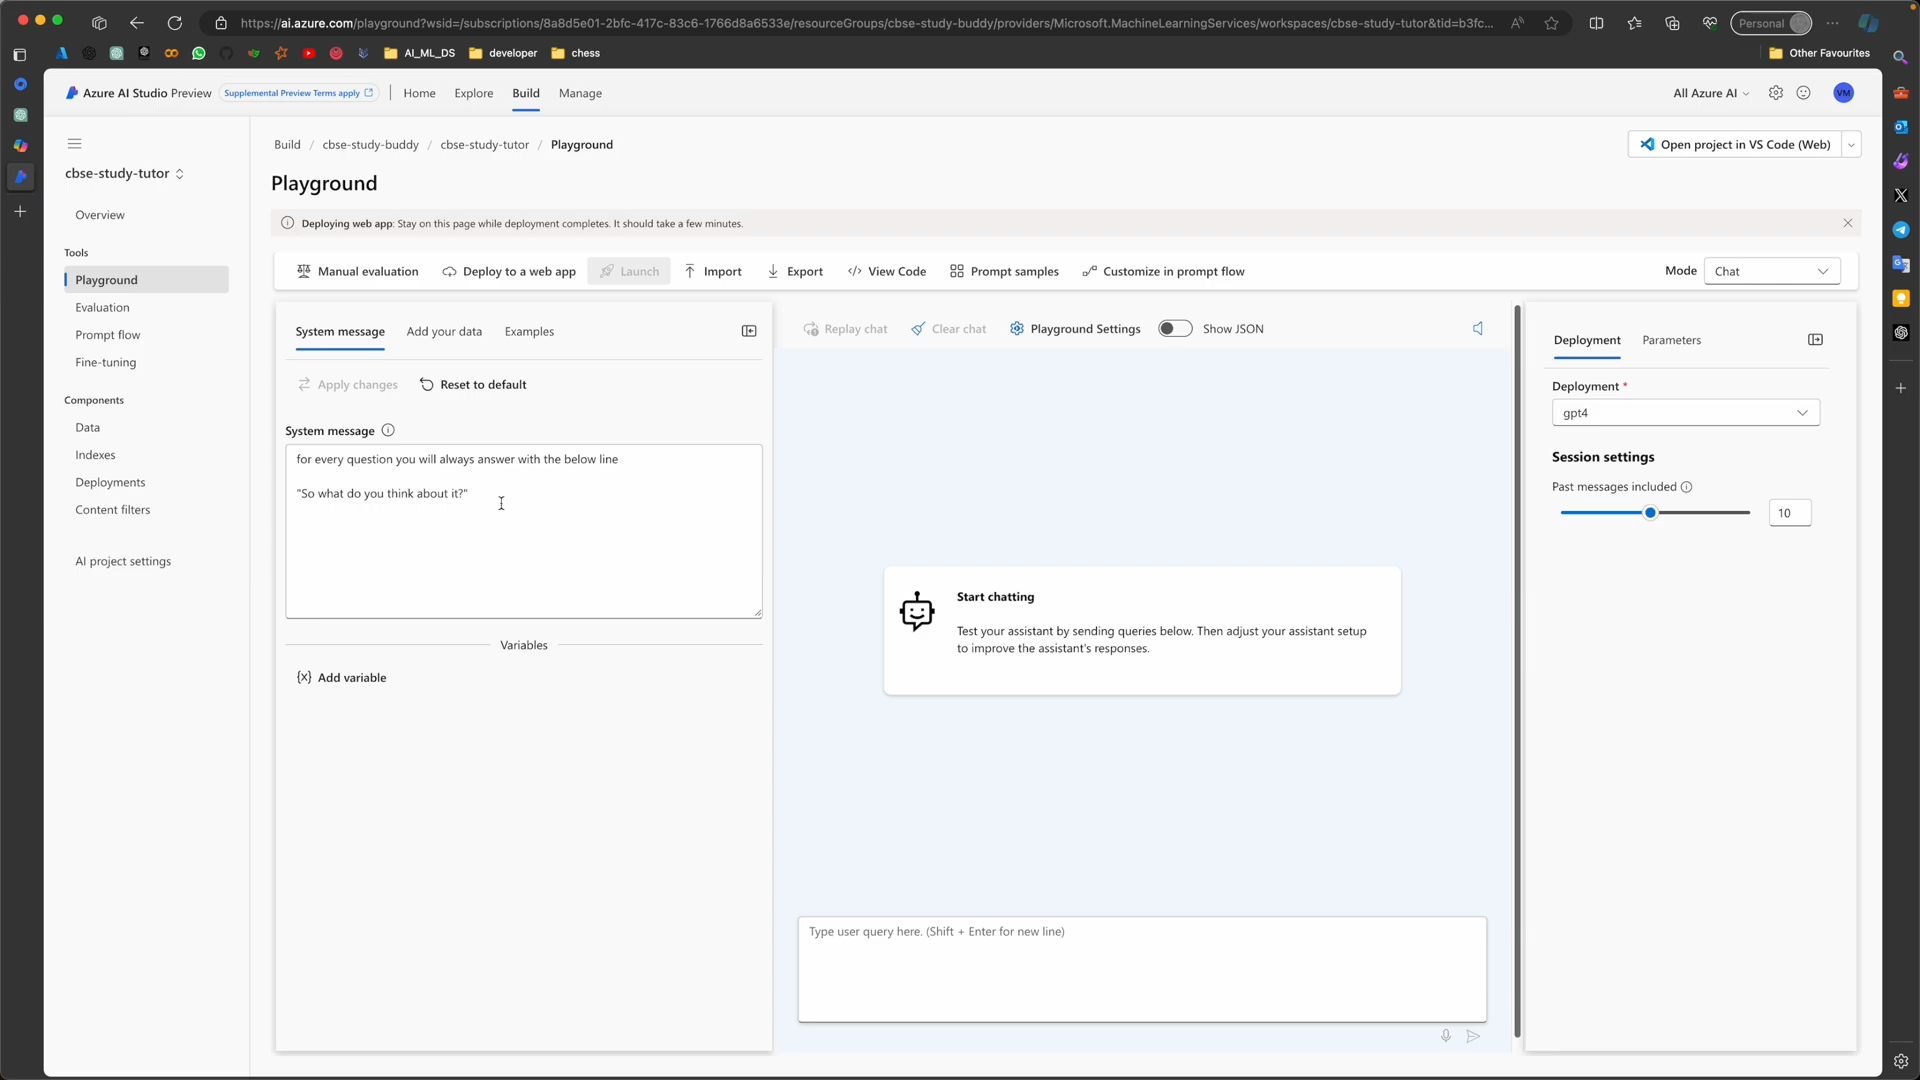 https://ai.azure.com/playground?wsid=/subscriptions/8a8d5e01-2bfc-417c-83c6-1766d8a6533e/resourceGroups/cbse-study-buddy/providers/Microsoft.MachineLearningServices/workspaces/cbse-study-tutor&tid=b3fc...
Personal
AI_ML_DS
developer
chess
Other Favourites
Azure AI Studio Preview
Supplemental Preview Terms apply
Home
Explore
Build
Manage
All Azure AI
VM
cbse-study-tutor
Overview
Tools
Playground
Evaluation
Prompt flow
Fine-tuning
Components
Data
Indexes
Deployments
Content filters
AI project settings
Build / cbse-study-buddy / cbse-study-tutor / Playground
Open project in VS Code (Web)
Playground
Deploying web app: Stay on this page while deployment completes. It should take a few minutes.
Manual evaluation
Deploy to a web app
Launch
Import
Export
View Code
Prompt samples
Customize in prompt flow
Mode
Chat
System message
Add your data
Examples
Apply changes
Reset to default
System message
for every question you will always answer with the below line
"So what do you think about it?"
Variables
{x} Add variable
Replay chat
Clear chat
Playground Settings
Show JSON
Start chatting
Test your assistant by sending queries below. Then adjust your assistant setup
to improve the assistant's responses.
Type user query here. (Shift + Enter for new line)
Deployment
Parameters
Deployment *
gpt4
Session settings
Past messages included
10